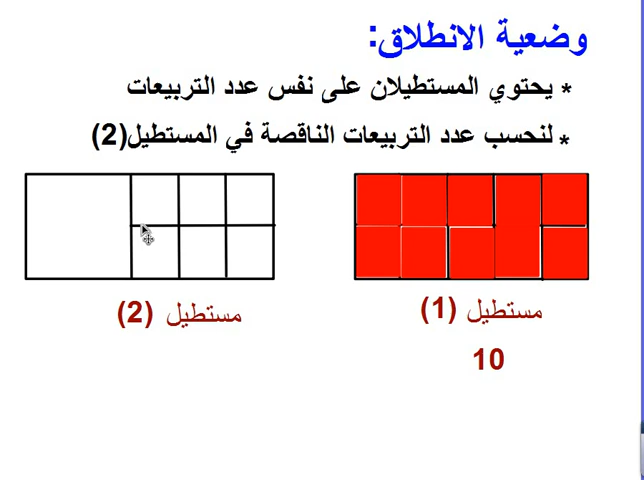 وضعية الانطلاق:
* يحتوي المستطيلان على نفس عدد التربيعات
* لنحسب عدد التربيعات الناقصة في المستطيل(2)
مستطيل (1)
مستطيل (2)
10